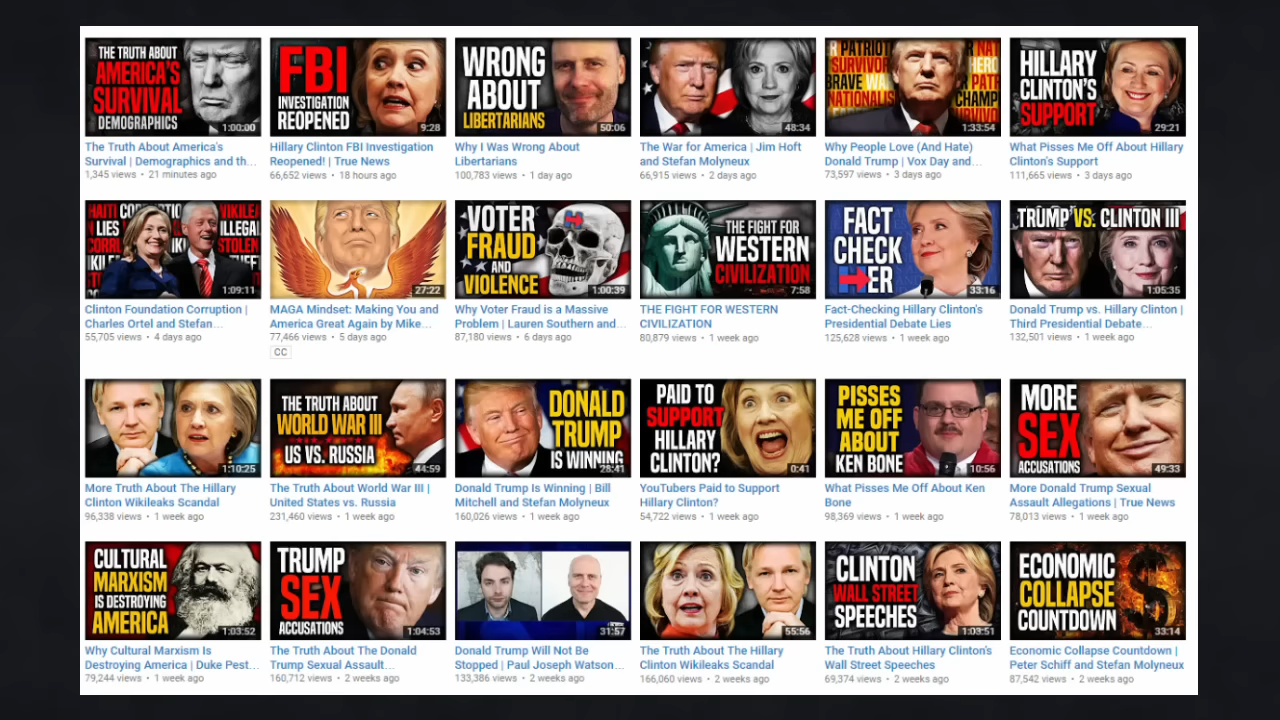 THE TRUTH ABOUT
AMERICA'S
SURVIVAL
DEMOGRAPHICS
1:00:00
The Truth About America's
Survival | Demographics and th...
1,345 views • 21 minutes ago
FBI
INVESTIGATION
REOPENED
9:28
Hillary Clinton FBI Investigation
Reopened! | True News
66,652 views • 18 hours ago
WRONG
ABOUT
LIBERTARIANS
50:06
Why I Was Wrong About
Libertarians
100,783 views • 1 day ago
48:34
The War for America | Jim Hoft
and Stefan Molyneux
66,915 views • 2 days ago
R PATRIOT
SURVIVOR
BRAVE WA
NATIONALIS
R NAT
HERO
R PATR
CHAMP
1:33:54
Why People Love (And Hate)
Donald Trump | Vox Day and...
73,597 views • 3 days ago
HILLARY
CLINTON'S
SUPPORT
29:21
What Pisses Me Off About Hillary
Clinton's Support
111,665 views • 3 days ago
HAITI
LIES
WIKILEA
ILLEGAL
STOLEN
1:09:11
Clinton Foundation Corruption |
Charles Ortel and Stefan...
55,705 views • 4 days ago
27:22
MAGA Mindset: Making You and
America Great Again by Mike...
77,466 views • 5 days ago
CC
VOTER
FRAUD
AND
VIOLENCE
1:00:39
Why Voter Fraud is a Massive
Problem | Lauren Southern and...
87,180 views • 6 days ago
THE FIGHT FOR
WESTERN
CIVILIZATION
7:58
THE FIGHT FOR WESTERN
CIVILIZATION
80,879 views • 1 week ago
FACT
CHECK
ER
33:16
Fact-Checking Hillary Clinton's
Presidential Debate Lies
125,628 views • 1 week ago
TRUMP VS. CLINTON III
1:05:35
Donald Trump vs. Hillary Clinton |
Third Presidential Debate...
132,501 views • 1 week ago
1:10:25
More Truth About The Hillary
Clinton Wikileaks Scandal
96,338 views • 1 week ago
THE TRUTH ABOUT
WORLD WAR III
US VS. RUSSIA
44:59
The Truth About World War III |
United States vs. Russia
231,460 views • 1 week ago
DONALD
TRUMP
IS WINNING
28:41
Donald Trump Is Winning | Bill
Mitchell and Stefan Molyneux
160,026 views • 1 week ago
PAID TO
SUPPORT
HILLARY
CLINTON?
0:41
YouTubers Paid to Support
Hillary Clinton?
54,722 views • 1 week ago
PISSES
ME OFF
ABOUT
KEN BONE
10:56
What Pisses Me Off About Ken
Bone
98,369 views • 1 week ago
MORE
SEX
ACCUSATIONS
49:33
More Donald Trump Sexual
Assault Allegations | True News
78,013 views • 1 week ago
CULTURAL
MARXISM
IS DESTROYING
AMERICA
1:03:52
Why Cultural Marxism Is
Destroying America | Duke Pest...
79,244 views • 1 week ago
TRUMP
SEX
ACCUSATIONS
1:04:53
The Truth About The Donald
Trump Sexual Assault...
160,712 views • 2 weeks ago
31:57
Donald Trump Will Not Be
Stopped | Paul Joseph Watson...
133,386 views • 2 weeks ago
55:56
The Truth About The Hillary
Clinton Wikileaks Scandal
166,060 views • 2 weeks ago
CLINTON
WALL STREET
SPEECHES
1:03:51
The Truth About Hillary Clinton's
Wall Street Speeches
69,374 views • 2 weeks ago
ECONOMIC
COLLAPSE
COUNTDOWN
33:14
Economic Collapse Countdown |
Peter Schiff and Stefan Molyneux
87,542 views • 2 weeks ago